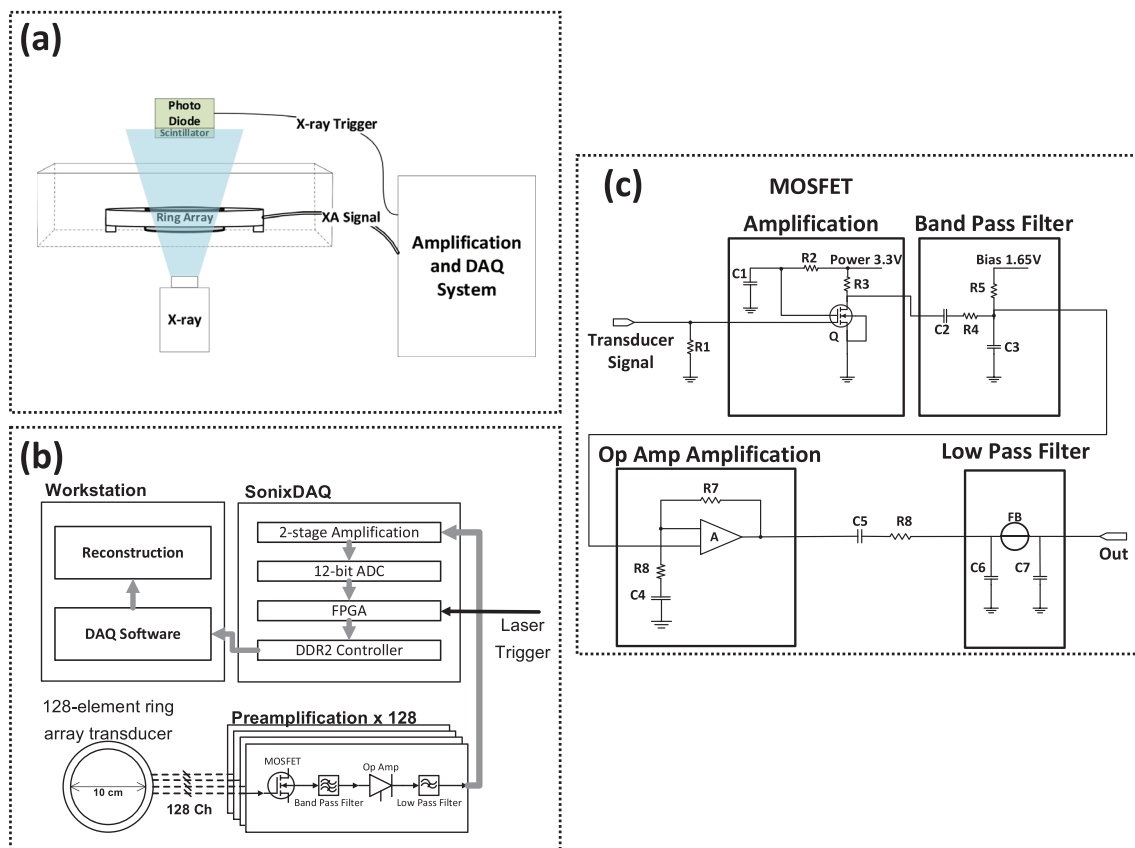 (a)
Photo
Diode
Scintillator
X-ray Trigger
Ring Array
XA Signal
Amplification
and DAQ
System
X-ray
(b)
Workstation
SonixDAQ
2-stage Amplification
Reconstruction
12-bit ADC
FPGA
DAQ Software
DDR2 Controller
Laser
Trigger
128-element ring
array transducer
Preamplification x 128
MOSFET
Op Amp
10 cm
Band Pass Filter
Low Pass Filter
128 Ch
(c)
MOSFET
Amplification
Band Pass Filter
R2
Power 3.3V
Bias 1.65V
C1
R3
R5
Transducer
Signal
R1
Q
C2
R4
C3
Op Amp Amplification
Low Pass Filter
R7
A
C5
R8
FB
Out
R8
C4
C6
C7